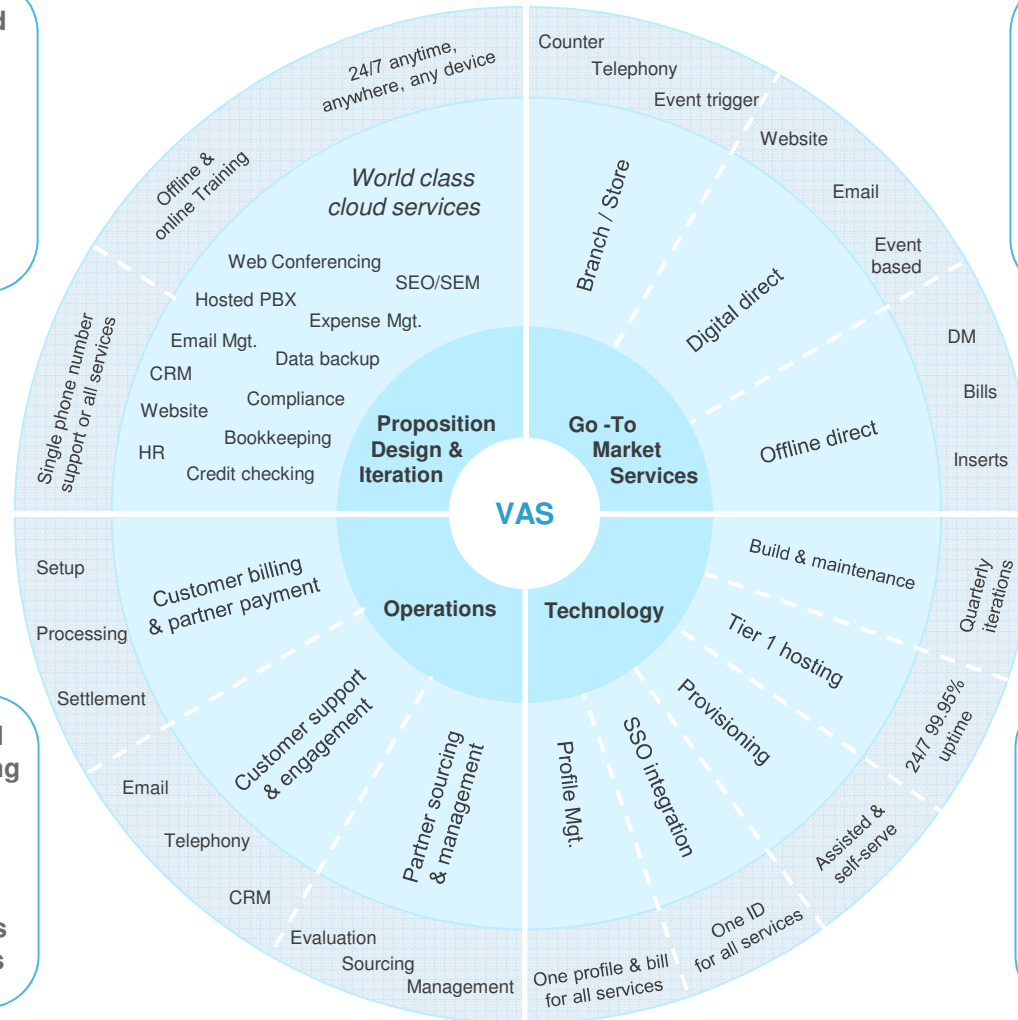 24/7 anytime,
anywhere, any device
Offline &
online Training
Single phone number
support or all services
World class
cloud services
Web Conferencing
SEO/SEM
Hosted PBX
Expense Mgt.
Email Mgt.
Data backup
CRM
Compliance
Website
Bookkeeping
HR
Credit checking
Proposition
Design &
Iteration
Counter
Telephony
Event trigger
Website
Email
Event
based
DM
Bills
Inserts
Branch / Store
Digital direct
Offline direct
Go -To
Market
Services
VAS
Operations
Customer billing
& partner payment
Customer support
& engagement
Partner sourcing
& management
Setup
Processing
Settlement
Email
Telephony
CRM
Evaluation
Sourcing
Management
Technology
Build & maintenance
Tier 1 hosting
Provisioning
SSO integration
Profile Mgt.
Quarterly
iterations
24/7 99.95%
uptime
Assisted &
self-serve
One ID
for all services
One profile & bill
for all services